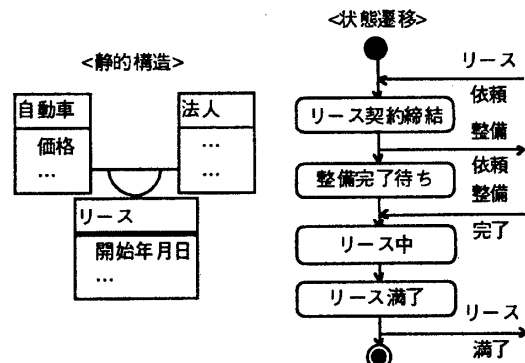 <静的構造>
自動車
価格
…
法人
…
…
リース
開始年月日
…
<状態遷移>
リース
依頼
リース契約締結
整備
依頼
整備完了待ち
整備
完了
リース中
リース満了
リース
満了